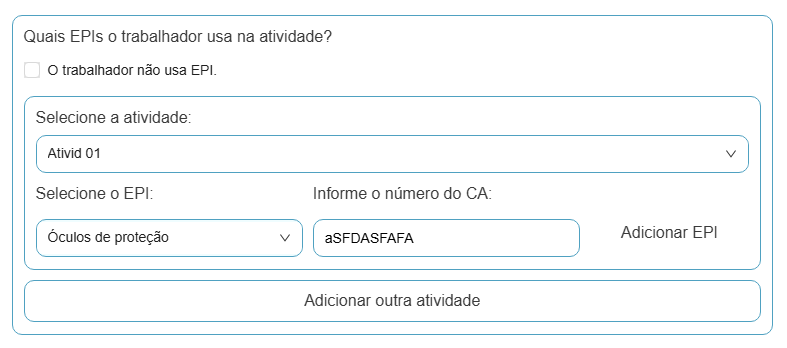 Quais EPIs o trabalhador usa na atividade?
O trabalhador não usa EPI.
Selecione a atividade:
Ativid 01
Selecione o EPI: Informe o número do CA:
Óculos de proteção aSFDASFAFA Adicionar EPI
Adicionar outra atividade